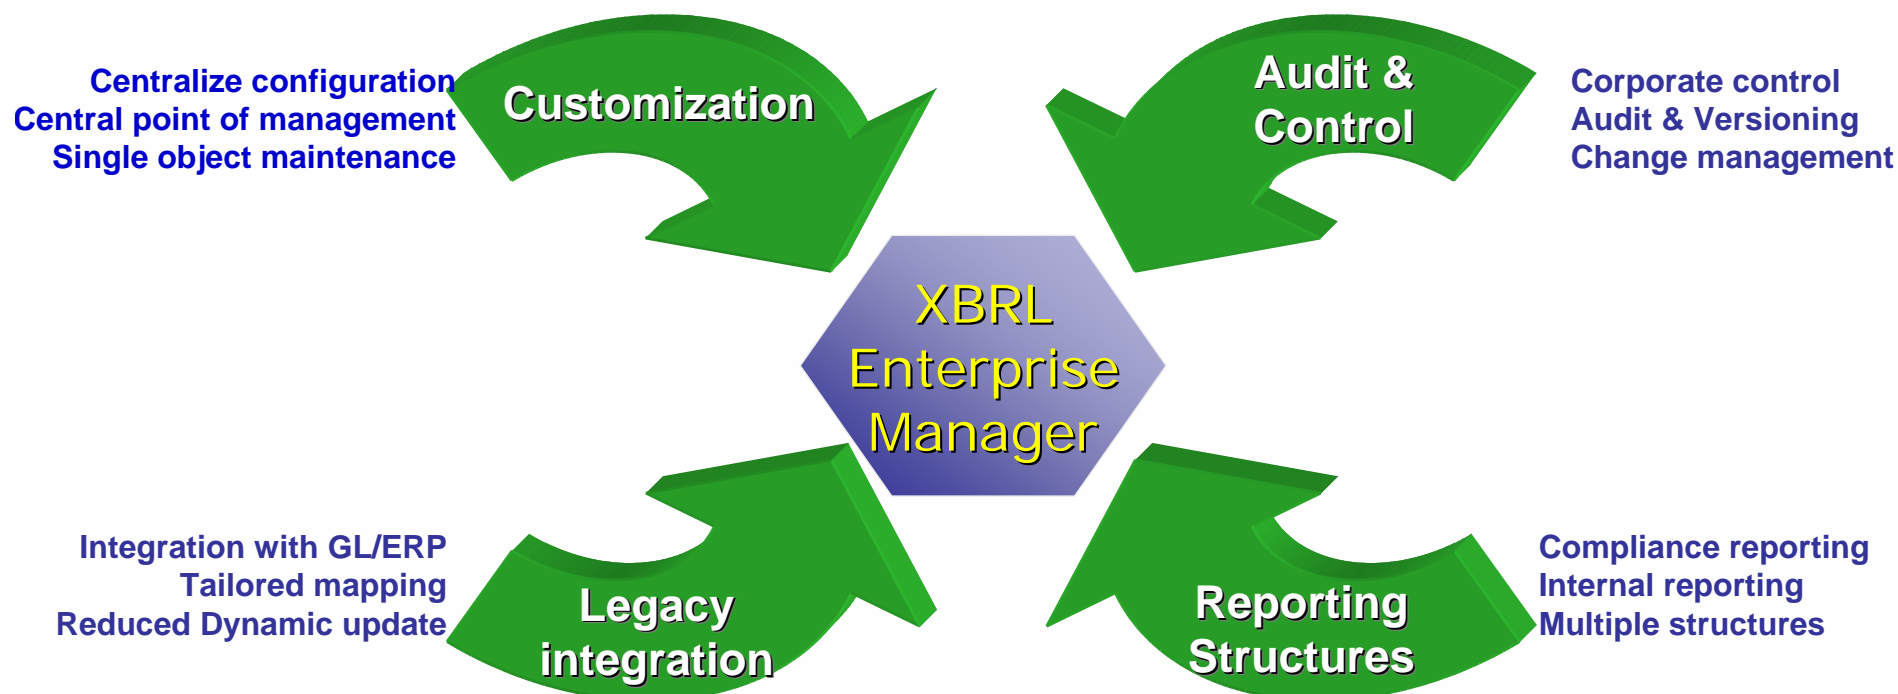 Centralize configuration
Central point of management
Single object maintenance
Customization
Audit &
Control
Corporate control
Audit & Versioning
Change management
XBRL
Enterprise
Manager
Integration with GL/ERP
Tailored mapping
Reduced Dynamic update
Legacy
integration
Reporting
Structures
Compliance reporting
Internal reporting
Multiple structures